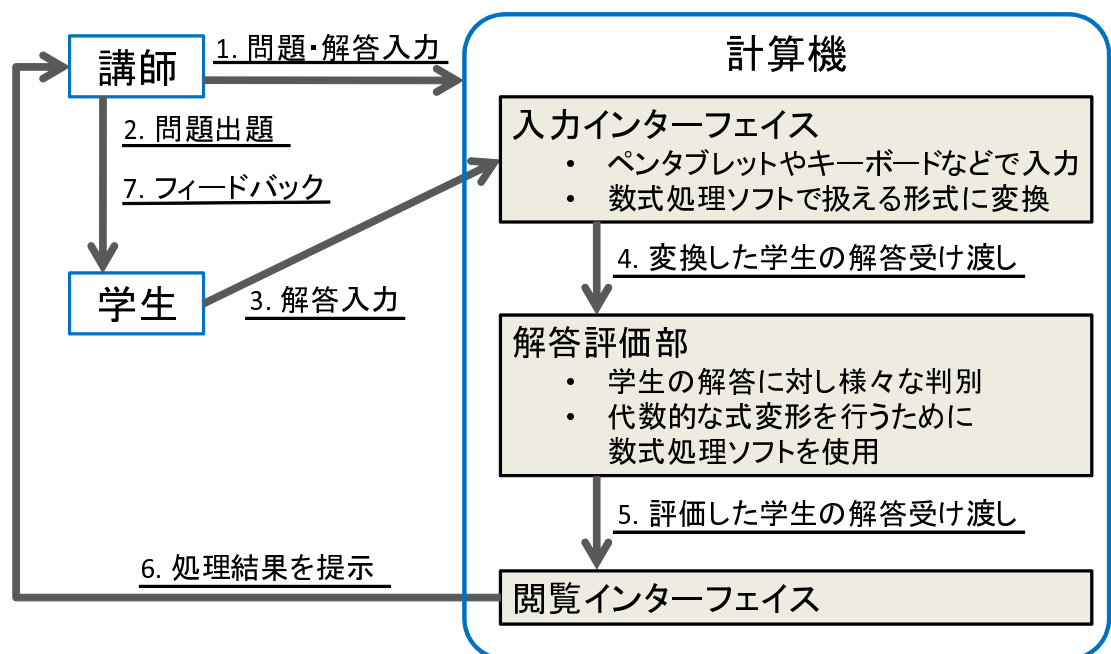 計算機
講師
1. 問題・解答入力
2. 問題出題
7. フィードバック
学生
3. 解答入力
入力インターフェイス
• ペンタブレットやキーボードなどで入力
• 数式処理ソフトで扱える形式に変換
4. 変換した学生の解答受け渡し
解答評価部
• 学生の解答に対し様々な判別
• 代数的な式変形を行うために
数式処理ソフトを使用
5. 評価した学生の解答受け渡し
6. 処理結果を提示
閲覧インターフェイス